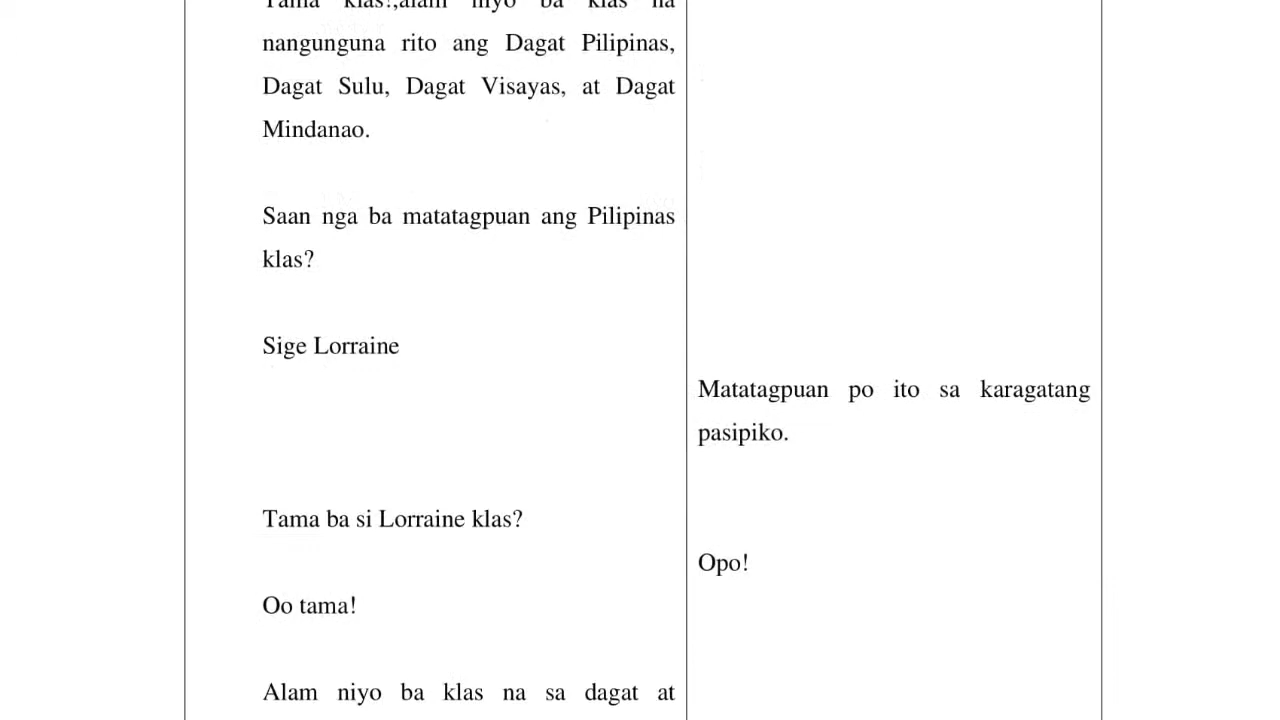 Tama klas!,alam niyo ba klas na
nangunguna rito ang Dagat Pilipinas,
Dagat Sulu, Dagat Visayas, at Dagat
Mindanao.
Saan nga ba matatagpuan ang Pilipinas
klas?
Sige Lorraine
Matatagpuan po ito sa karagatang
pasipiko.
Tama ba si Lorraine klas?
Opo!
Oo tama!
Alam niyo ba klas na sa dagat at